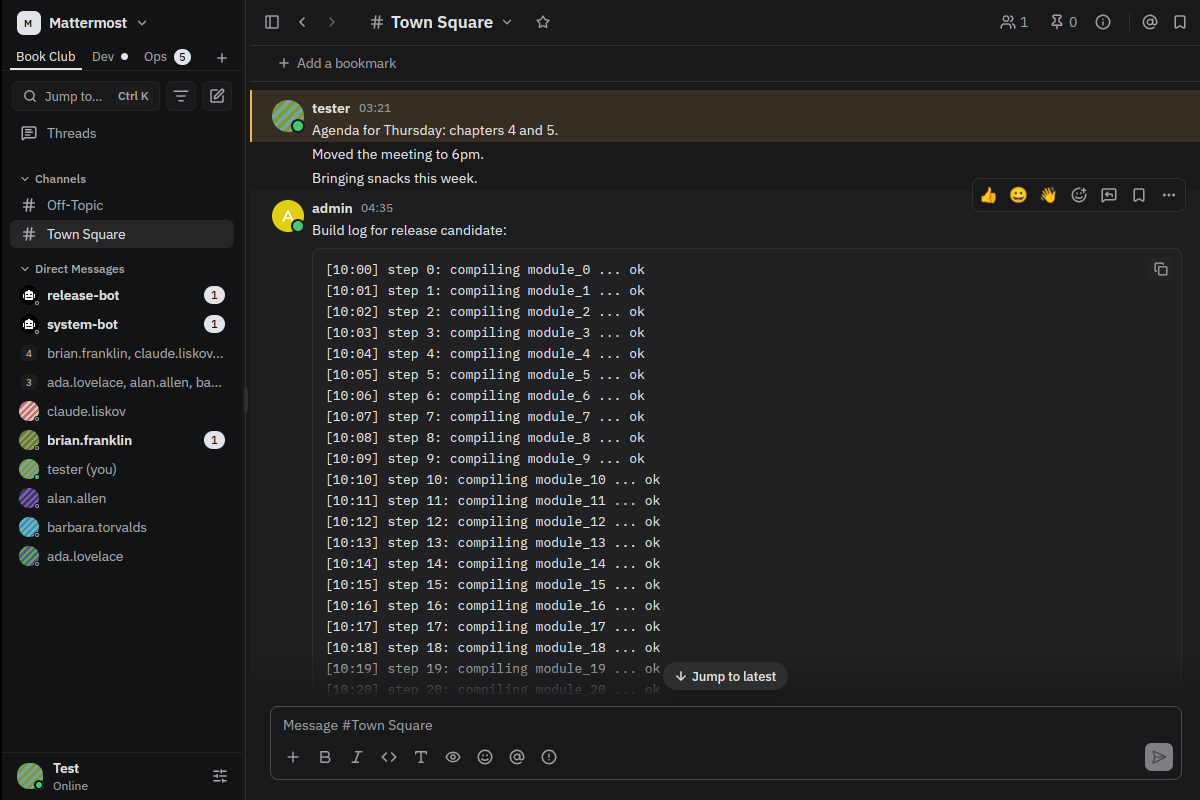 M Mattermost
Book Club Dev Ops 5
Jump to... Ctrl K
Threads
Channels
Off-Topic
Town Square
Direct Messages
release-bot 1
system-bot 1
4 brian.franklin, claude.liskov...
3 ada.lovelace, alan.allen, ba...
claude.liskov
brian.franklin 1
tester (you)
alan.allen
barbara.torvalds
ada.lovelace
Test
Online
# Town Square 1 0
Add a bookmark
tester 03:21
Agenda for Thursday: chapters 4 and 5.
Moved the meeting to 6pm.
Bringing snacks this week.
A admin 04:35
Build log for release candidate:
[10:00] step 0: compiling module_0 ... ok
[10:01] step 1: compiling module_1 ... ok
[10:02] step 2: compiling module_2 ... ok
[10:03] step 3: compiling module_3 ... ok
[10:04] step 4: compiling module_4 ... ok
[10:05] step 5: compiling module_5 ... ok
[10:06] step 6: compiling module_6 ... ok
[10:07] step 7: compiling module_7 ... ok
[10:08] step 8: compiling module_8 ... ok
[10:09] step 9: compiling module_9 ... ok
[10:10] step 10: compiling module_10 ... ok
[10:11] step 11: compiling module_11 ... ok
[10:12] step 12: compiling module_12 ... ok
[10:13] step 13: compiling module_13 ... ok
[10:14] step 14: compiling module_14 ... ok
[10:15] step 15: compiling module_15 ... ok
[10:16] step 16: compiling module_16 ... ok
[10:17] step 17: compiling module_17 ... ok
[10:18] step 18: compiling module_18 ... ok
[10:19] step 19: compiling module_19 ... ok
[10:20] step 20: compiling module_20 ... ok
Jump to latest
Message #Town Square